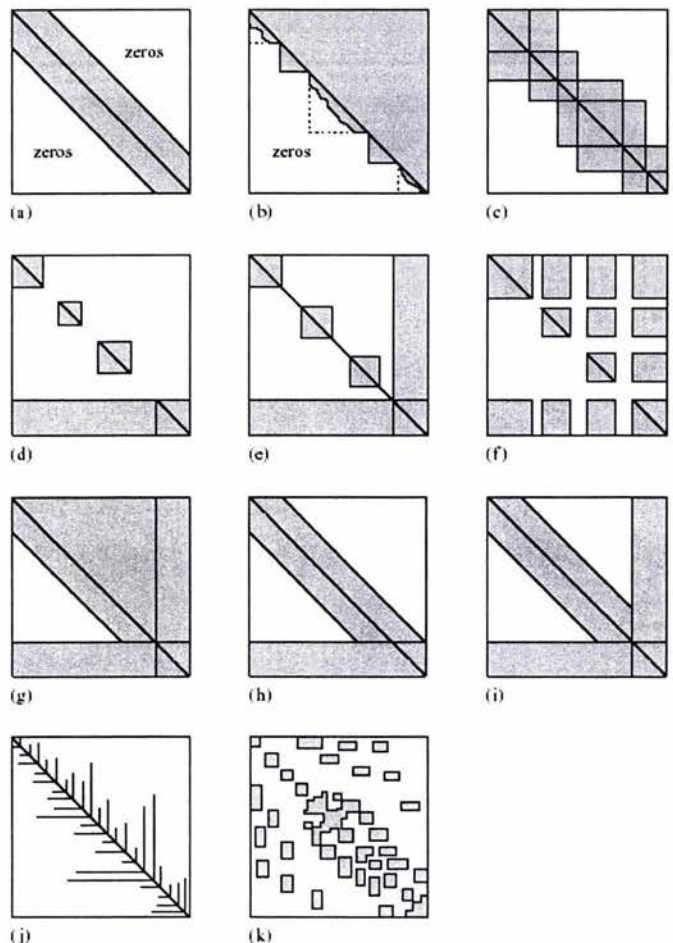 zeros
zeros
zeros
(a)
(b)
(c)
(d)
(e)
(f)
(g)
(h)
(i)
(j)
(k)